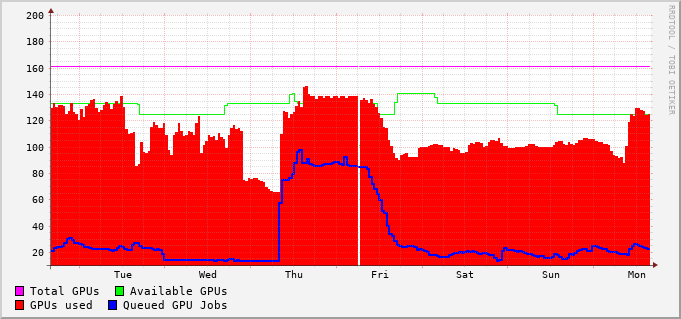 200
180
160
140
120
100
80
60
40
20
Tue Wed Thu Fri Sat Sun Mon
Total GPUs Available GPUs
GPUs used Queued GPU Jobs
RRDTOOL / TOBI OETIKER